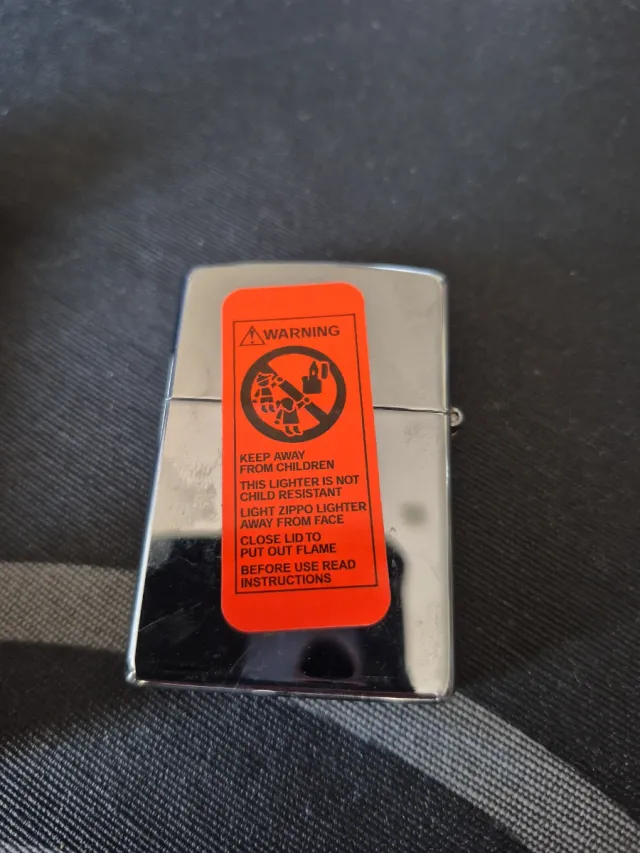 WARNING
KEEP AWAY
FROM CHILDREN
THIS LIGHTER IS NOT
CHILD RESISTANT
LIGHT ZIPPO LIGHTER
AWAY FROM FACE
CLOSE LID TO
PUT OUT FLAME
BEFORE USE READ
INSTRUCTIONS